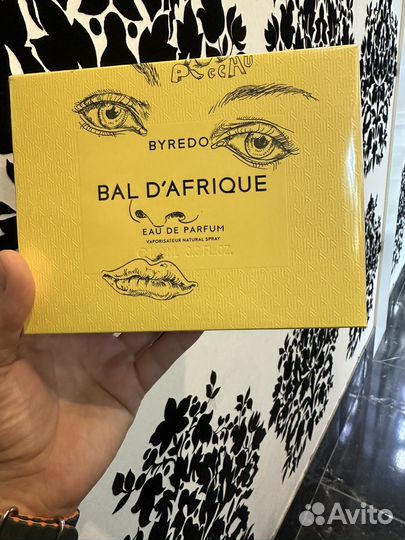 BYREDO
BAL D'AFRIQUE
EAU DE PARFUM
VAPORISATEUR NATURAL SPRAY
Avito